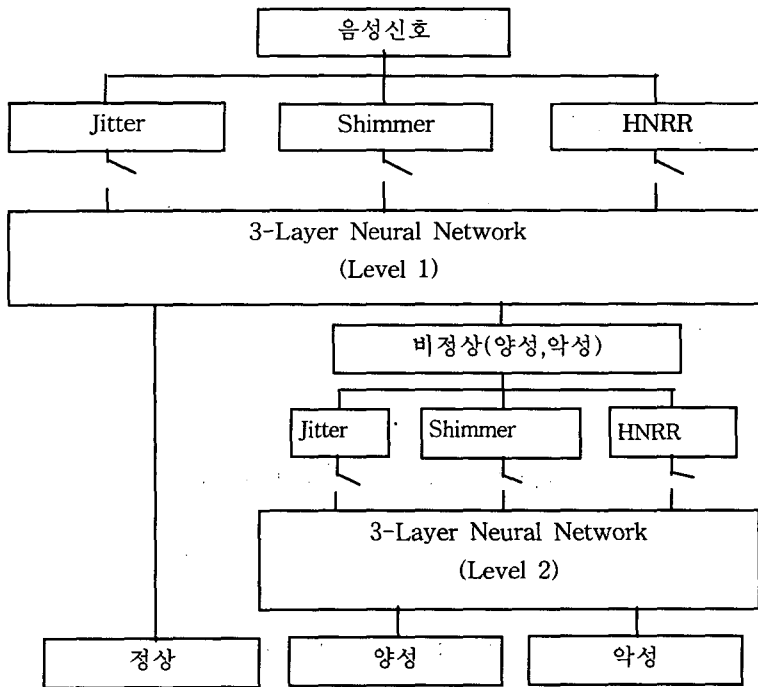 음성신호
Jitter
Shimmer
HNRR
3-Layer Neural Network
(Level 1)
비정상(양성,악성)
Jitter
Shimmer
HNRR
3-Layer Neural Network
(Level 2)
정상
양성
악성